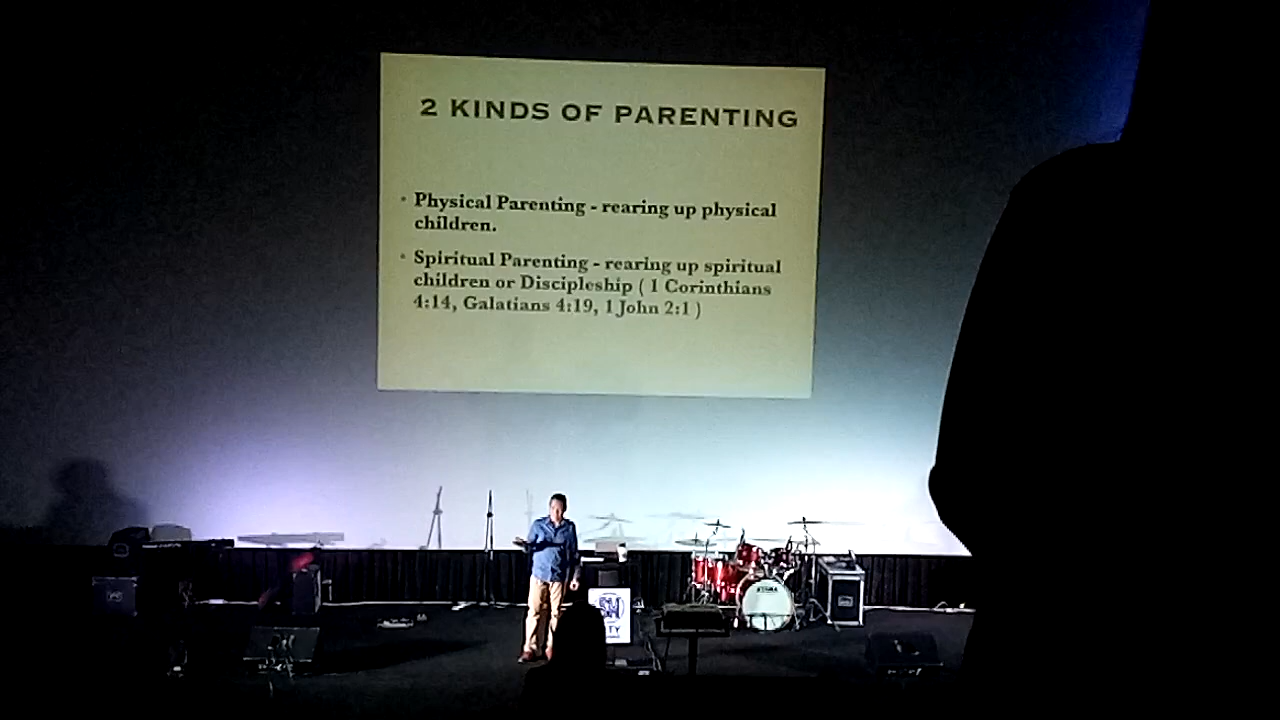 2 KINDS OF PARENTING
• Physical Parenting - rearing up physical
children.
• Spiritual Parenting - rearing up spiritual
children or Discipleship ( 1 Corinthians
4:14, Galatians 4:19, 1 John 2:1 )
TAMA